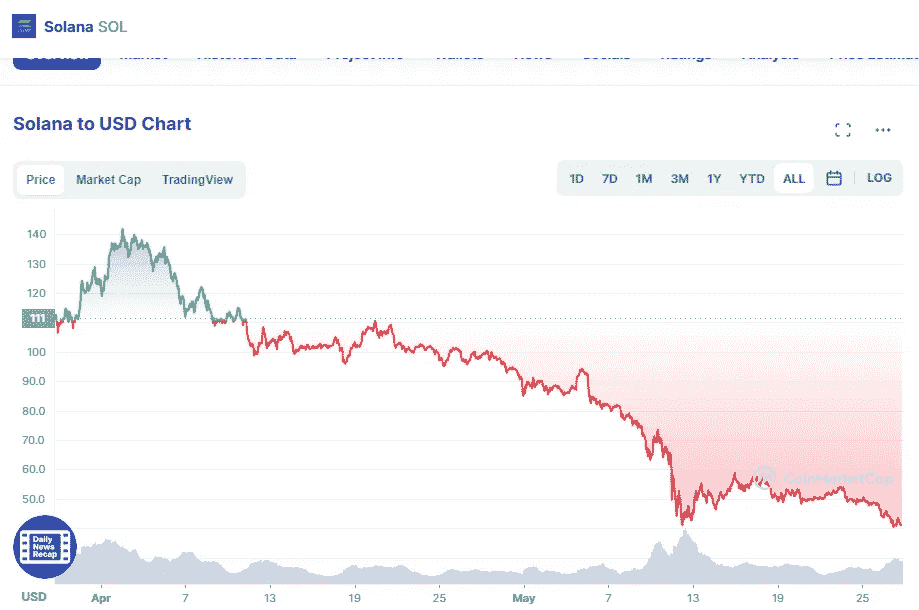 Solana SOL
Solana to USD Chart
Price Market Cap TradingView
1D 7D 1M 3M 1Y YTD ALL LOG
140
130
120
100
90.0
80.0
70.0
60.0
50.0
CoinMarketCap
Daily
News
Recap
USD Apr 7 13 19 25 May 7 13 19 25